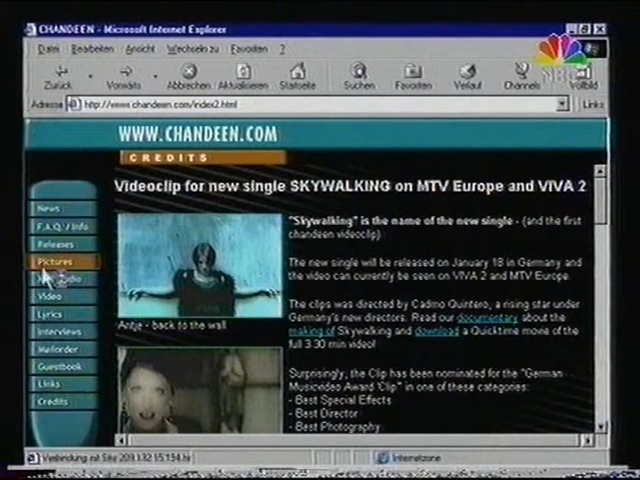 CHANDEEN - Microsoft Internet Explorer
Datei Bearbeiten Ansicht Wechseln zu Favoriten ?
Zurück Vorwärts Abbrechen Aktualisieren Startseite Suchen Favoriten Verlauf Channels Vollbild
NBC
Adresse http://www.chandeen.com/index2.html Links
WWW.CHANDEEN.COM
CREDITS
Videoclip for new single SKYWALKING on MTV Europe and VIVA 2
News
F.A.Q. / Info
Releases
Pictures
Video
Lyrics
Interviews
Mailorder
Guestbook
Links
Credits
Antje - back to the wall
"Skywalking" is the name of the new single - (and the first
chandeen videoclip)
The new single will be released on January 18 in Germany and
the video can currently be seen on VIVA 2 and MTV Europe.
The clips was directed by Cadmo Quintero, a rising star under
Germany's new directors. Read our documentary about the
making of Skywalking and download a Quicktime movie of the
full 3.30 min video!
Surprisingly, the Clip has been nominated for the "German
Musicvideo Award 'Clip'" in one of these categories:
- Best Special Effects
- Best Director
- Best Photography
Verbindung mit Site 209.132.15.134 he
Internetzone